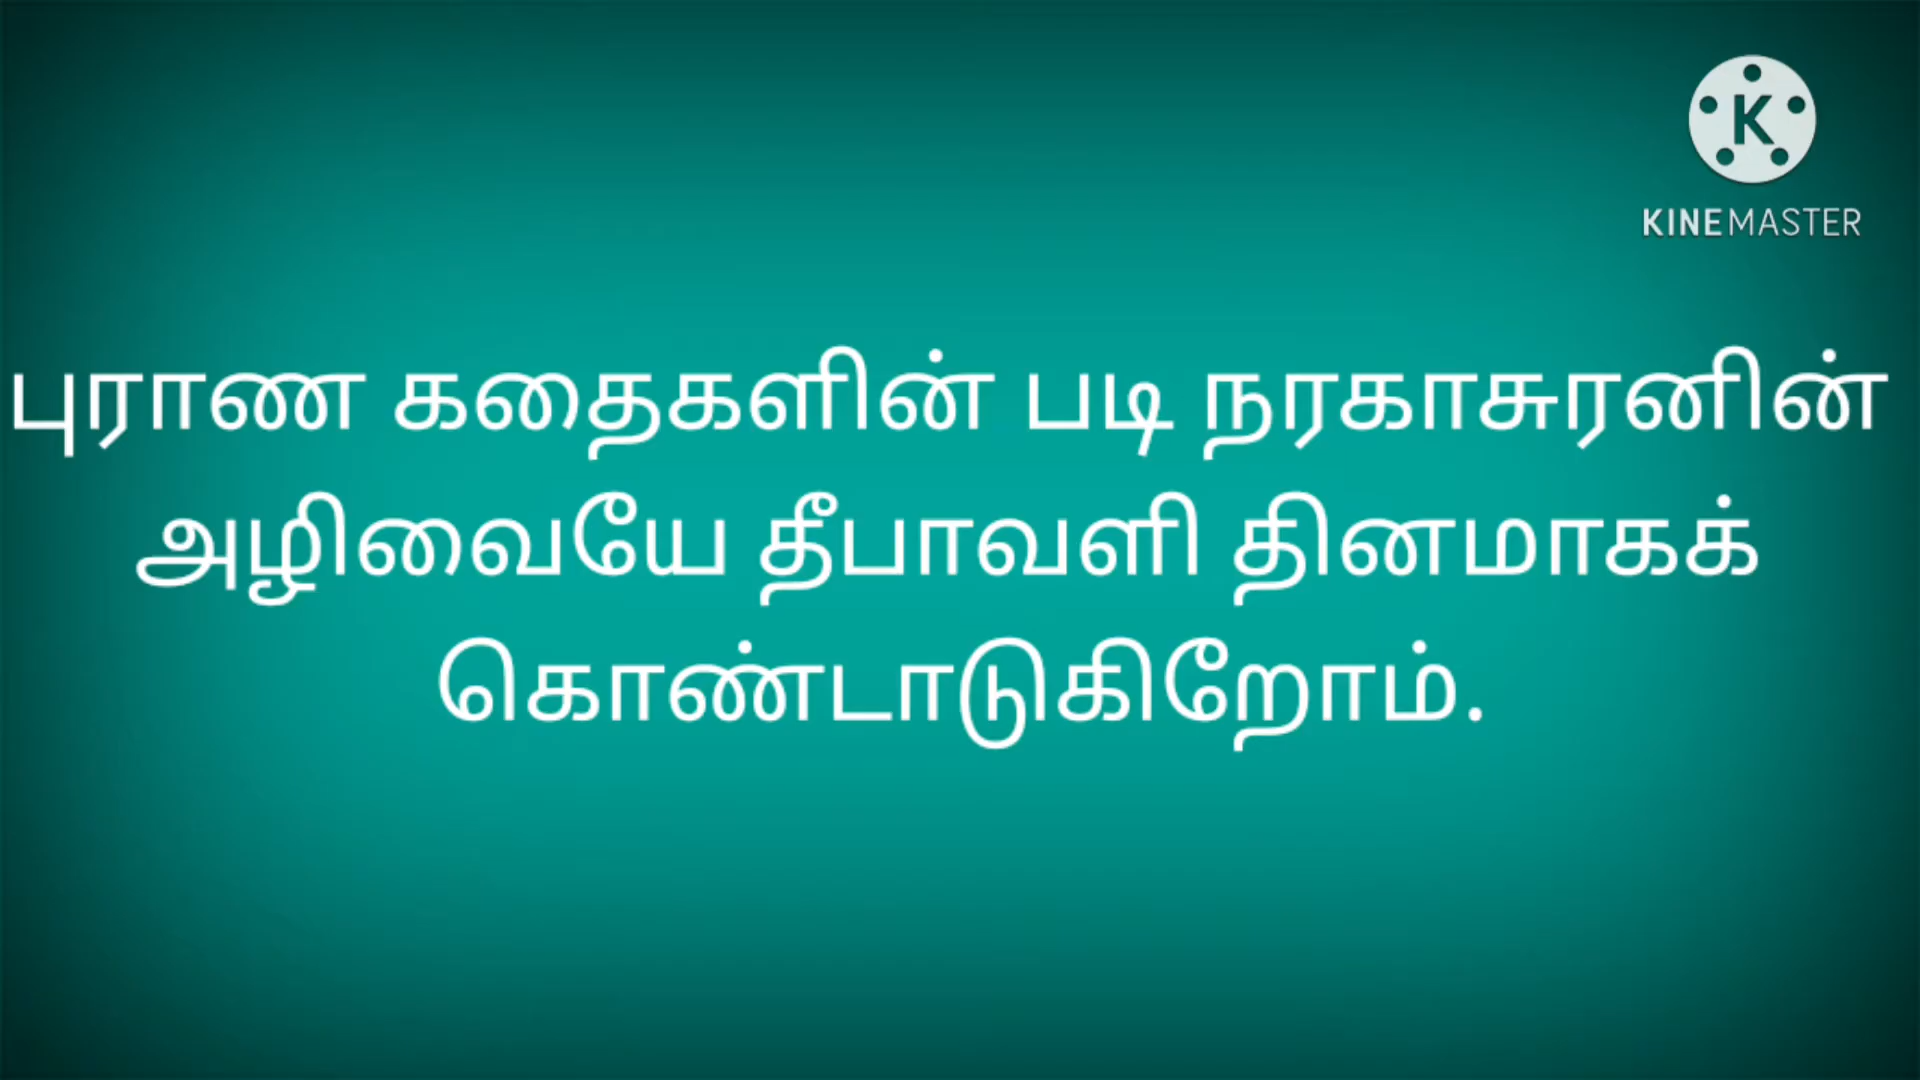 K
KINEMASTER
புராண கதைகளின் படி நரகாசுரனின்
அழிவையே தீபாவளி தினமாகக்
கொண்டாடுகிறோம்.